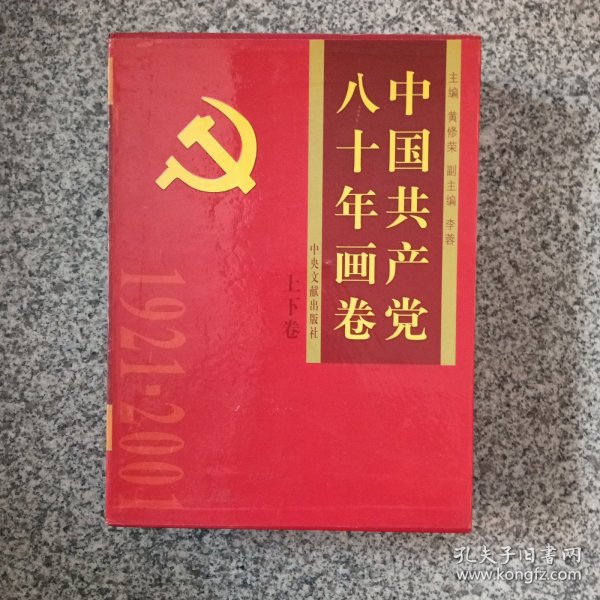 主编 黄修荣 副主编 李蓉
中国共产党
八十年画卷
中央文献出版社
上下卷
1921-2001
孔夫子旧书网
www.kongfz.com